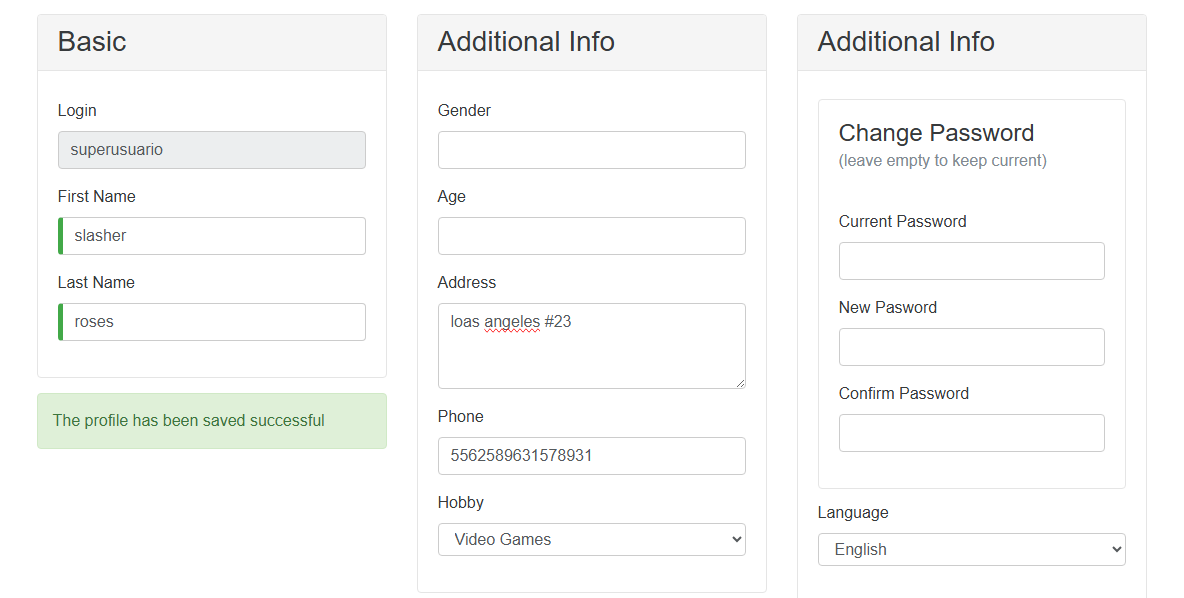 Basic
Login
superusuario
First Name
slasher
Last Name
roses
The profile has been saved successful
Additional Info
Gender
Age
Address
loas angeles #23
Phone
5562589631578931
Hobby
Video Games
Additional Info
Change Password
(leave empty to keep current)
Current Password
New Pasword
Confirm Password
Language
English